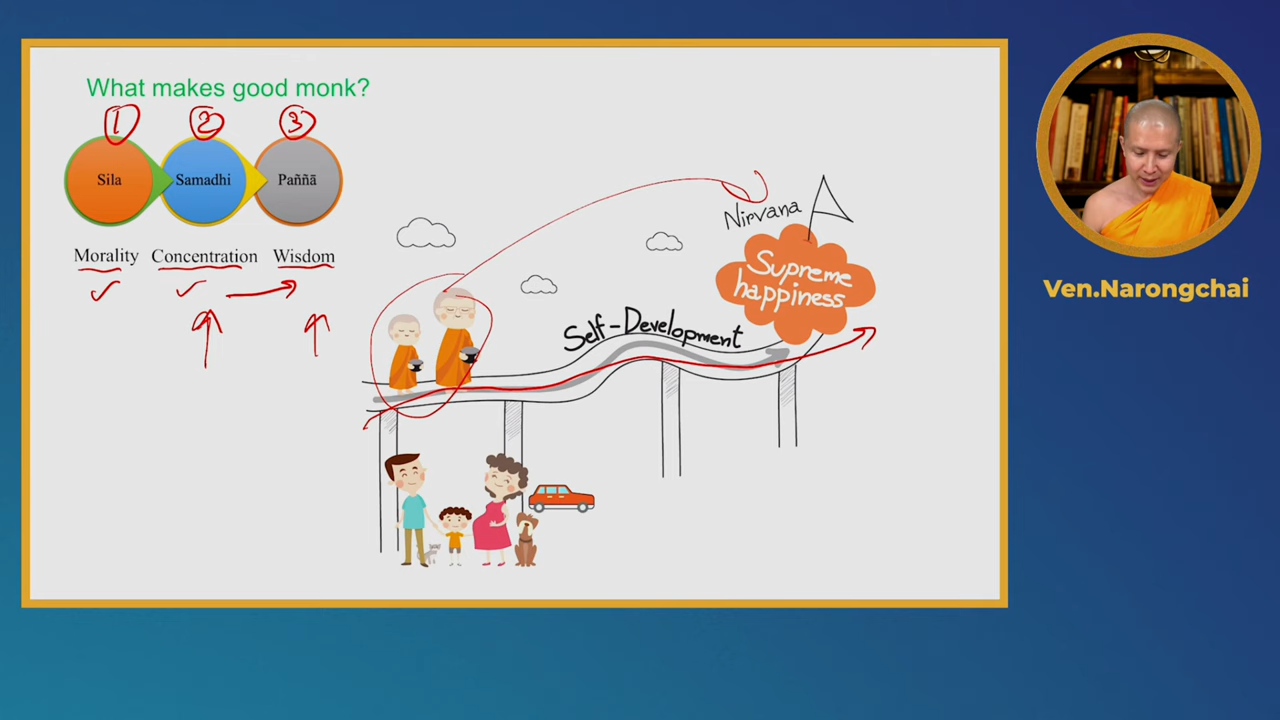 What makes good monk?
1 2 3
Sila Samadhi Paññā
Morality Concentration Wisdom
Nirvana
Supreme
happiness
Self-Development
Ven.Narongchai